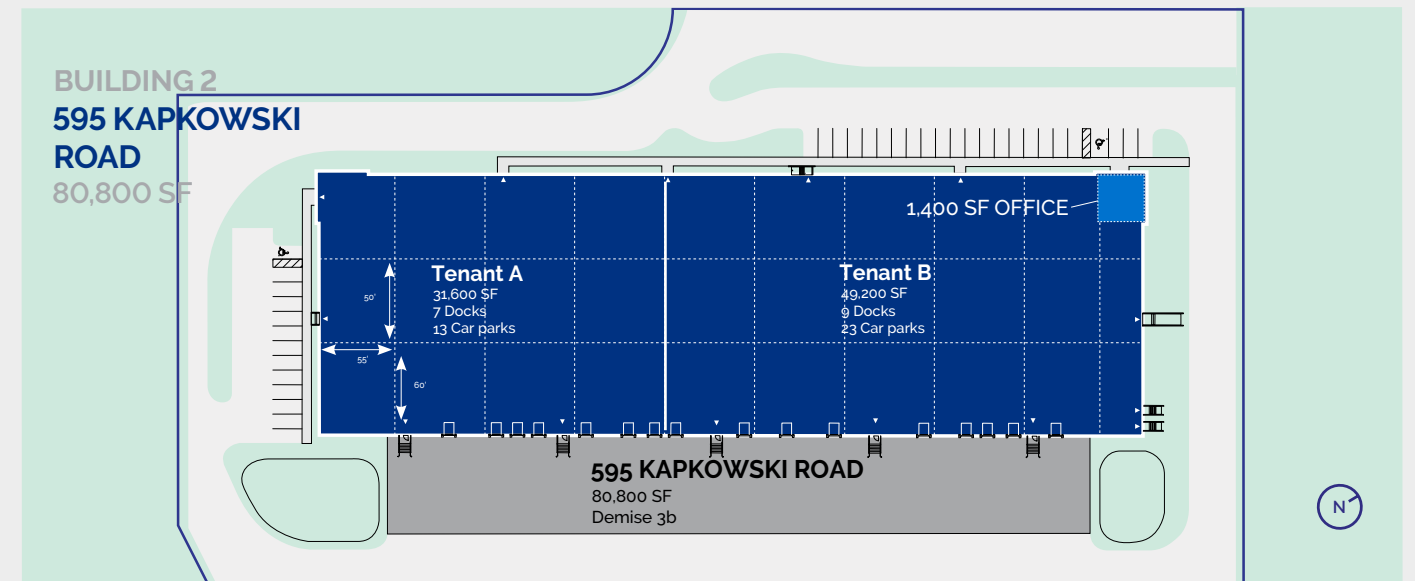 BUILDING 2
595 KAPKOWSKI
ROAD
80,800 SF
1,400 SF OFFICE
Tenant A
31,600 SF
7 Docks
13 Car parks
Tenant B
49,200 SF
9 Docks
23 Car parks
50'
55'
60'
595 KAPKOWSKI ROAD
80,800 SF
Demise 3b
N